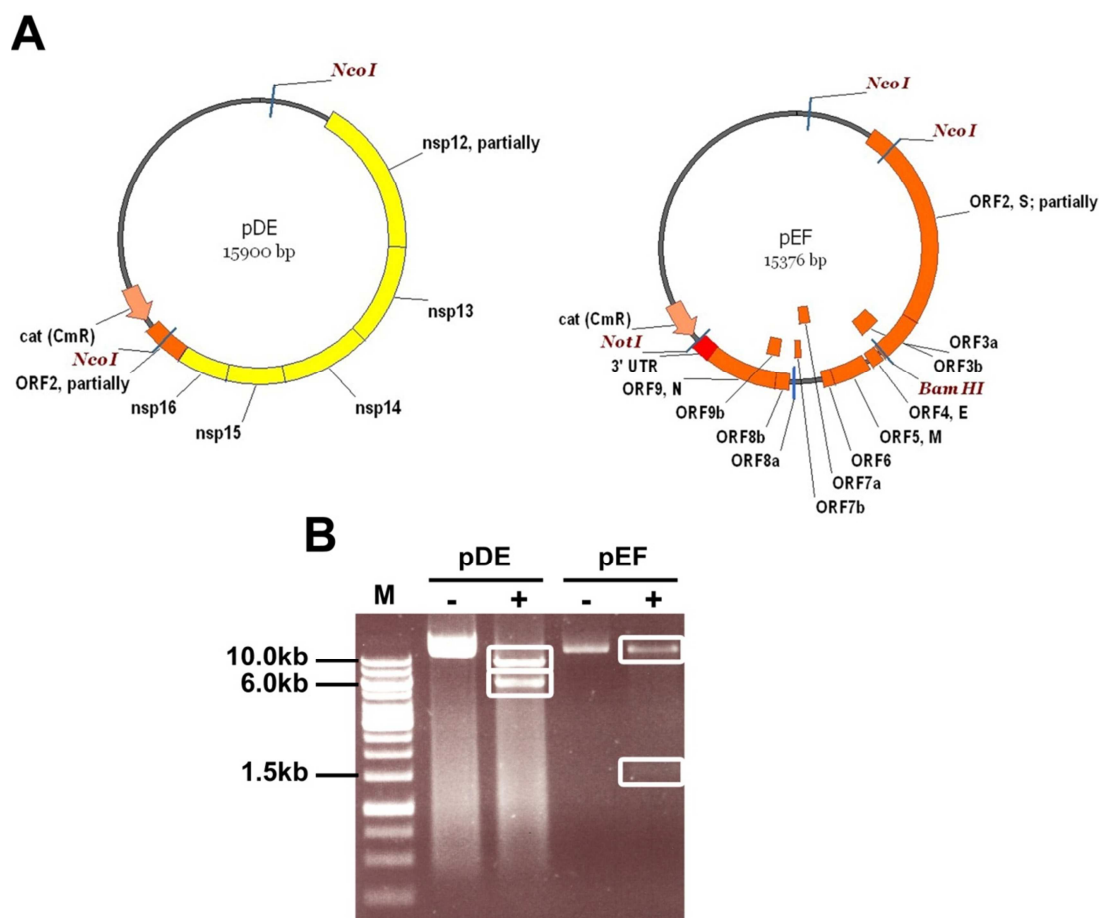 A
NcoI
nsp12, partially
pDE
15900 bp
nsp13
cat (CmR)
NcoI
ORF2, partially
nsp16
nsp15
nsp14
NcoI
NcoI
ORF2, S; partially
pEF
15376 bp
cat (CmR)
NotI
3' UTR
ORF9, N
ORF9b
ORF8b
ORF8a
ORF3a
ORF3b
BamHI
ORF4, E
ORF5, M
ORF6
ORF7a
ORF7b
B
pDE pEF
M - + - +
10.0kb
6.0kb
1.5kb